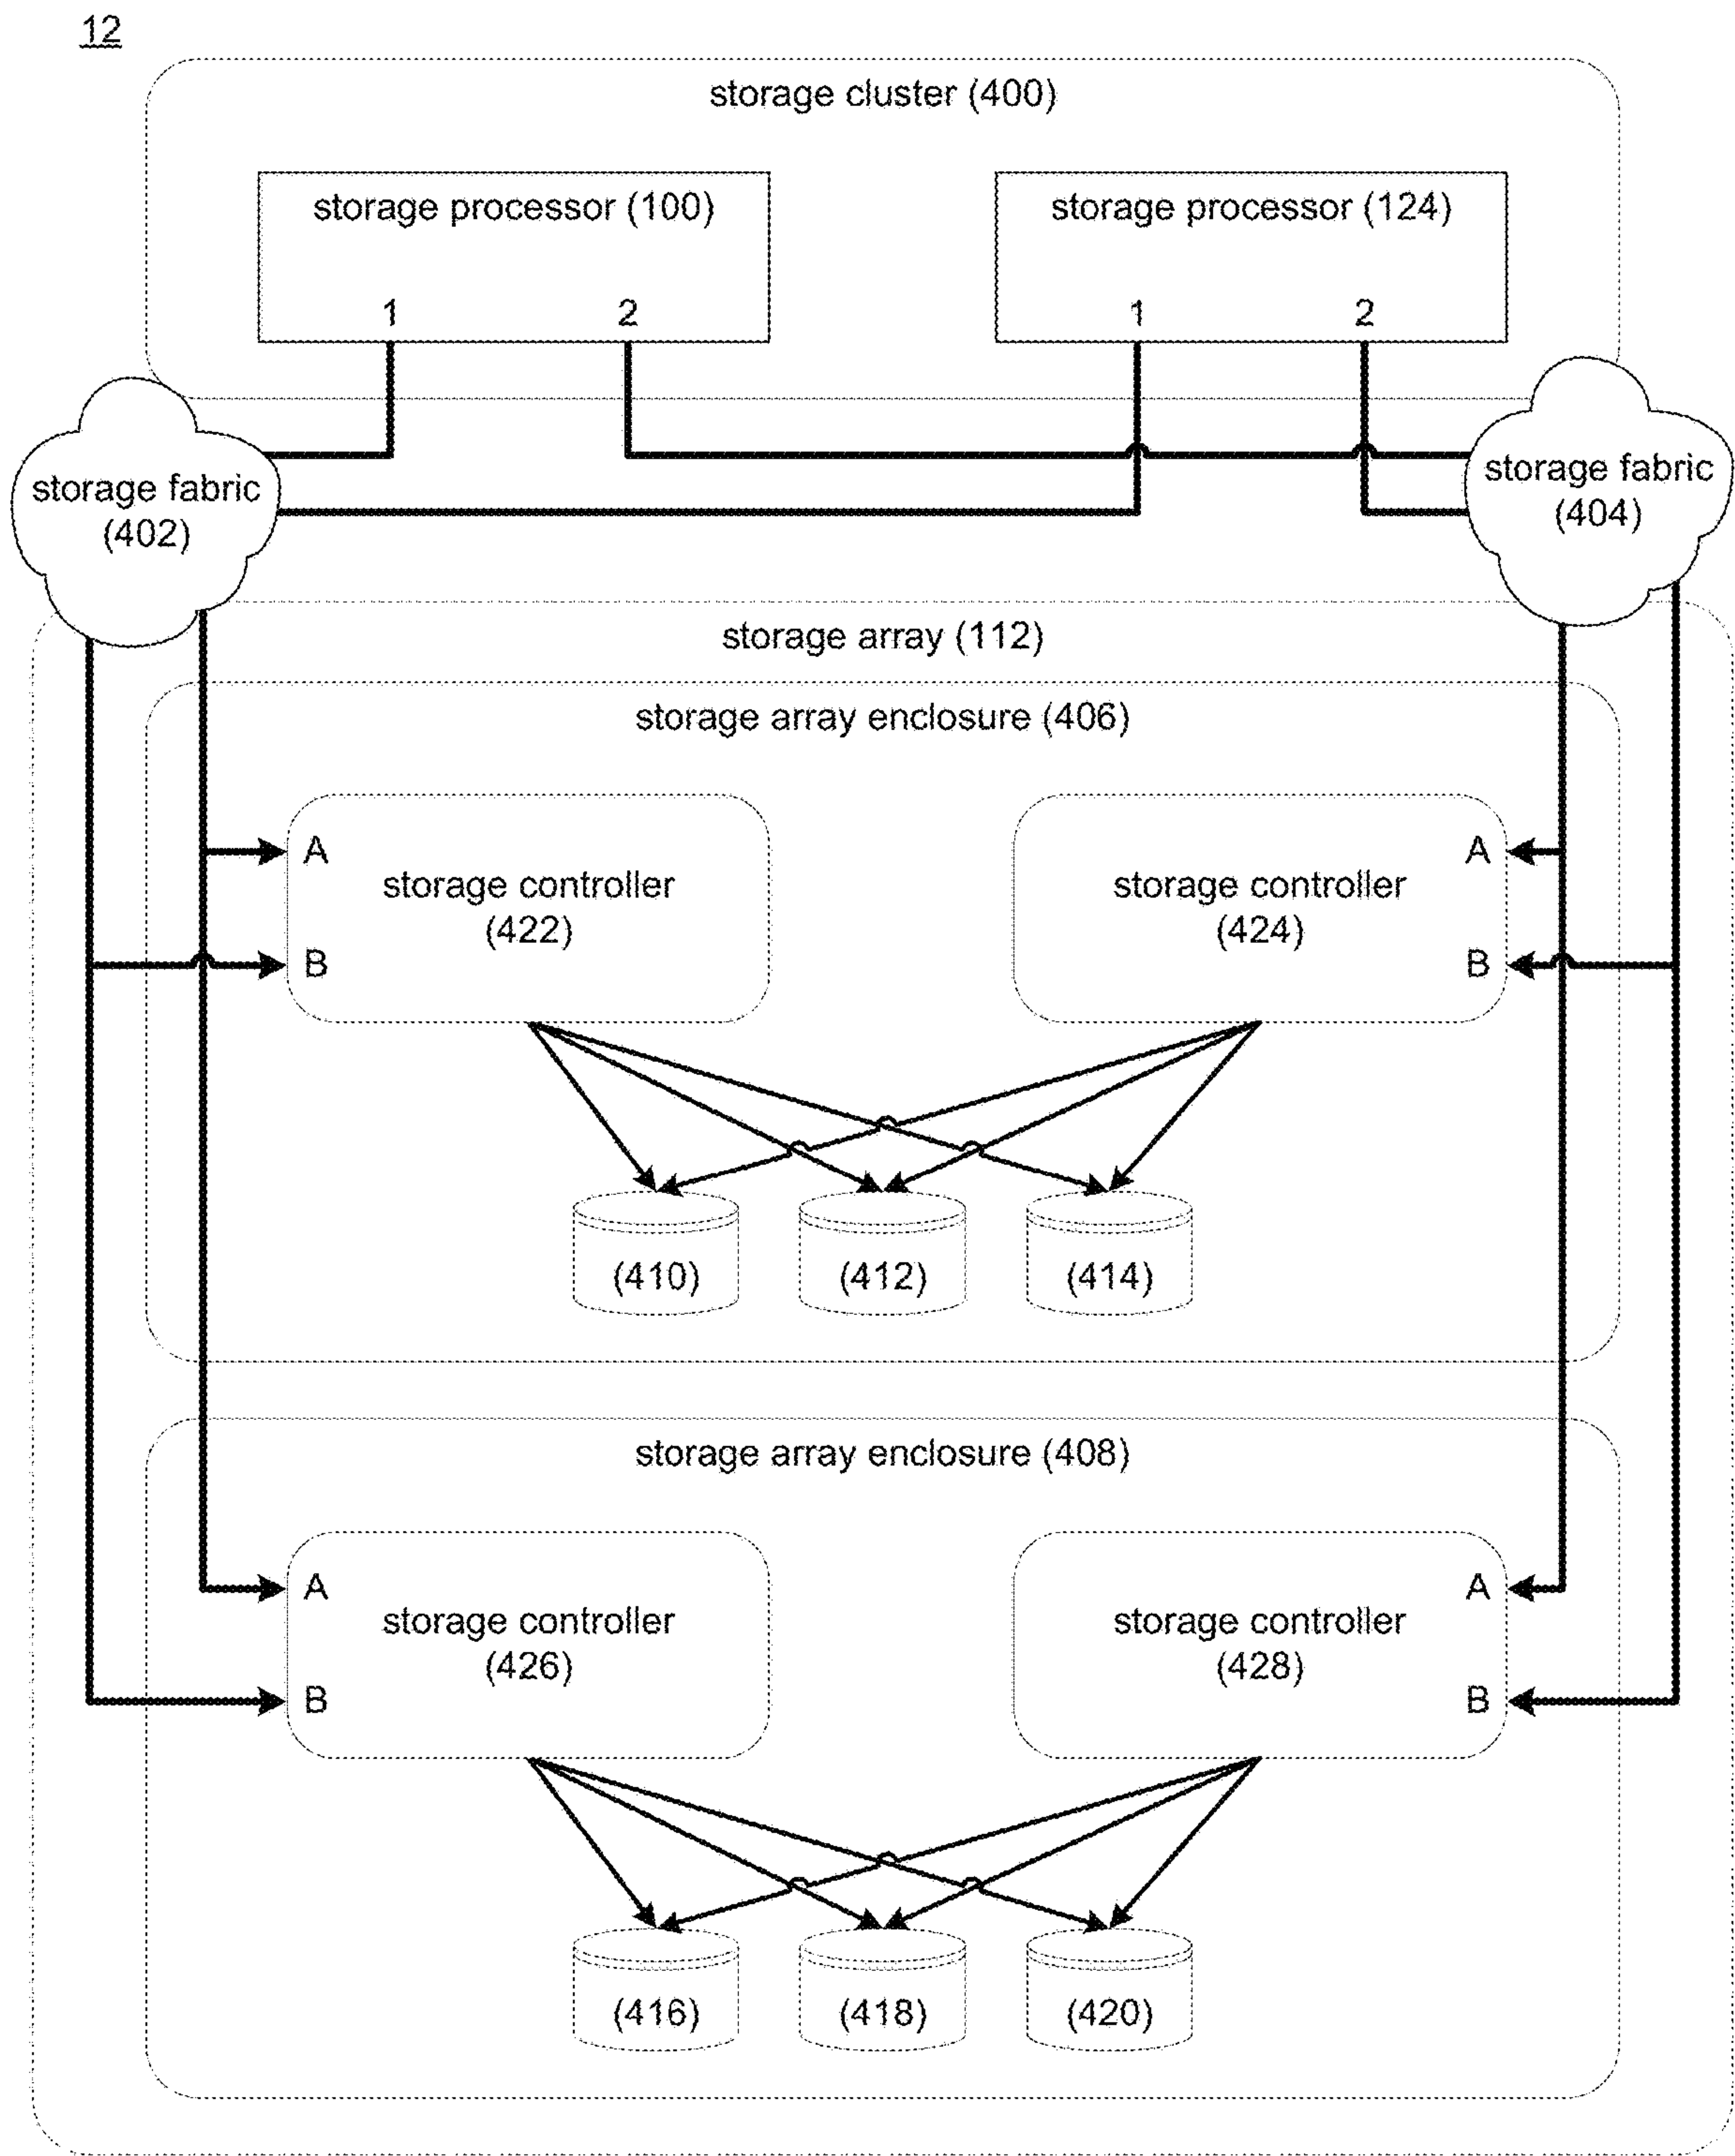 12
storage cluster (400)
storage processor (100)
storage processor (124)
1
2
1
2
storage fabric
(402)
storage fabric
(404)
storage array (112)
storage array enclosure (406)
A
storage controller
(422)
B
A
storage controller
(424)
B
(410)
(412)
(414)
storage array enclosure (408)
A
storage controller
(426)
B
A
storage controller
(428)
B
(416)
(418)
(420)